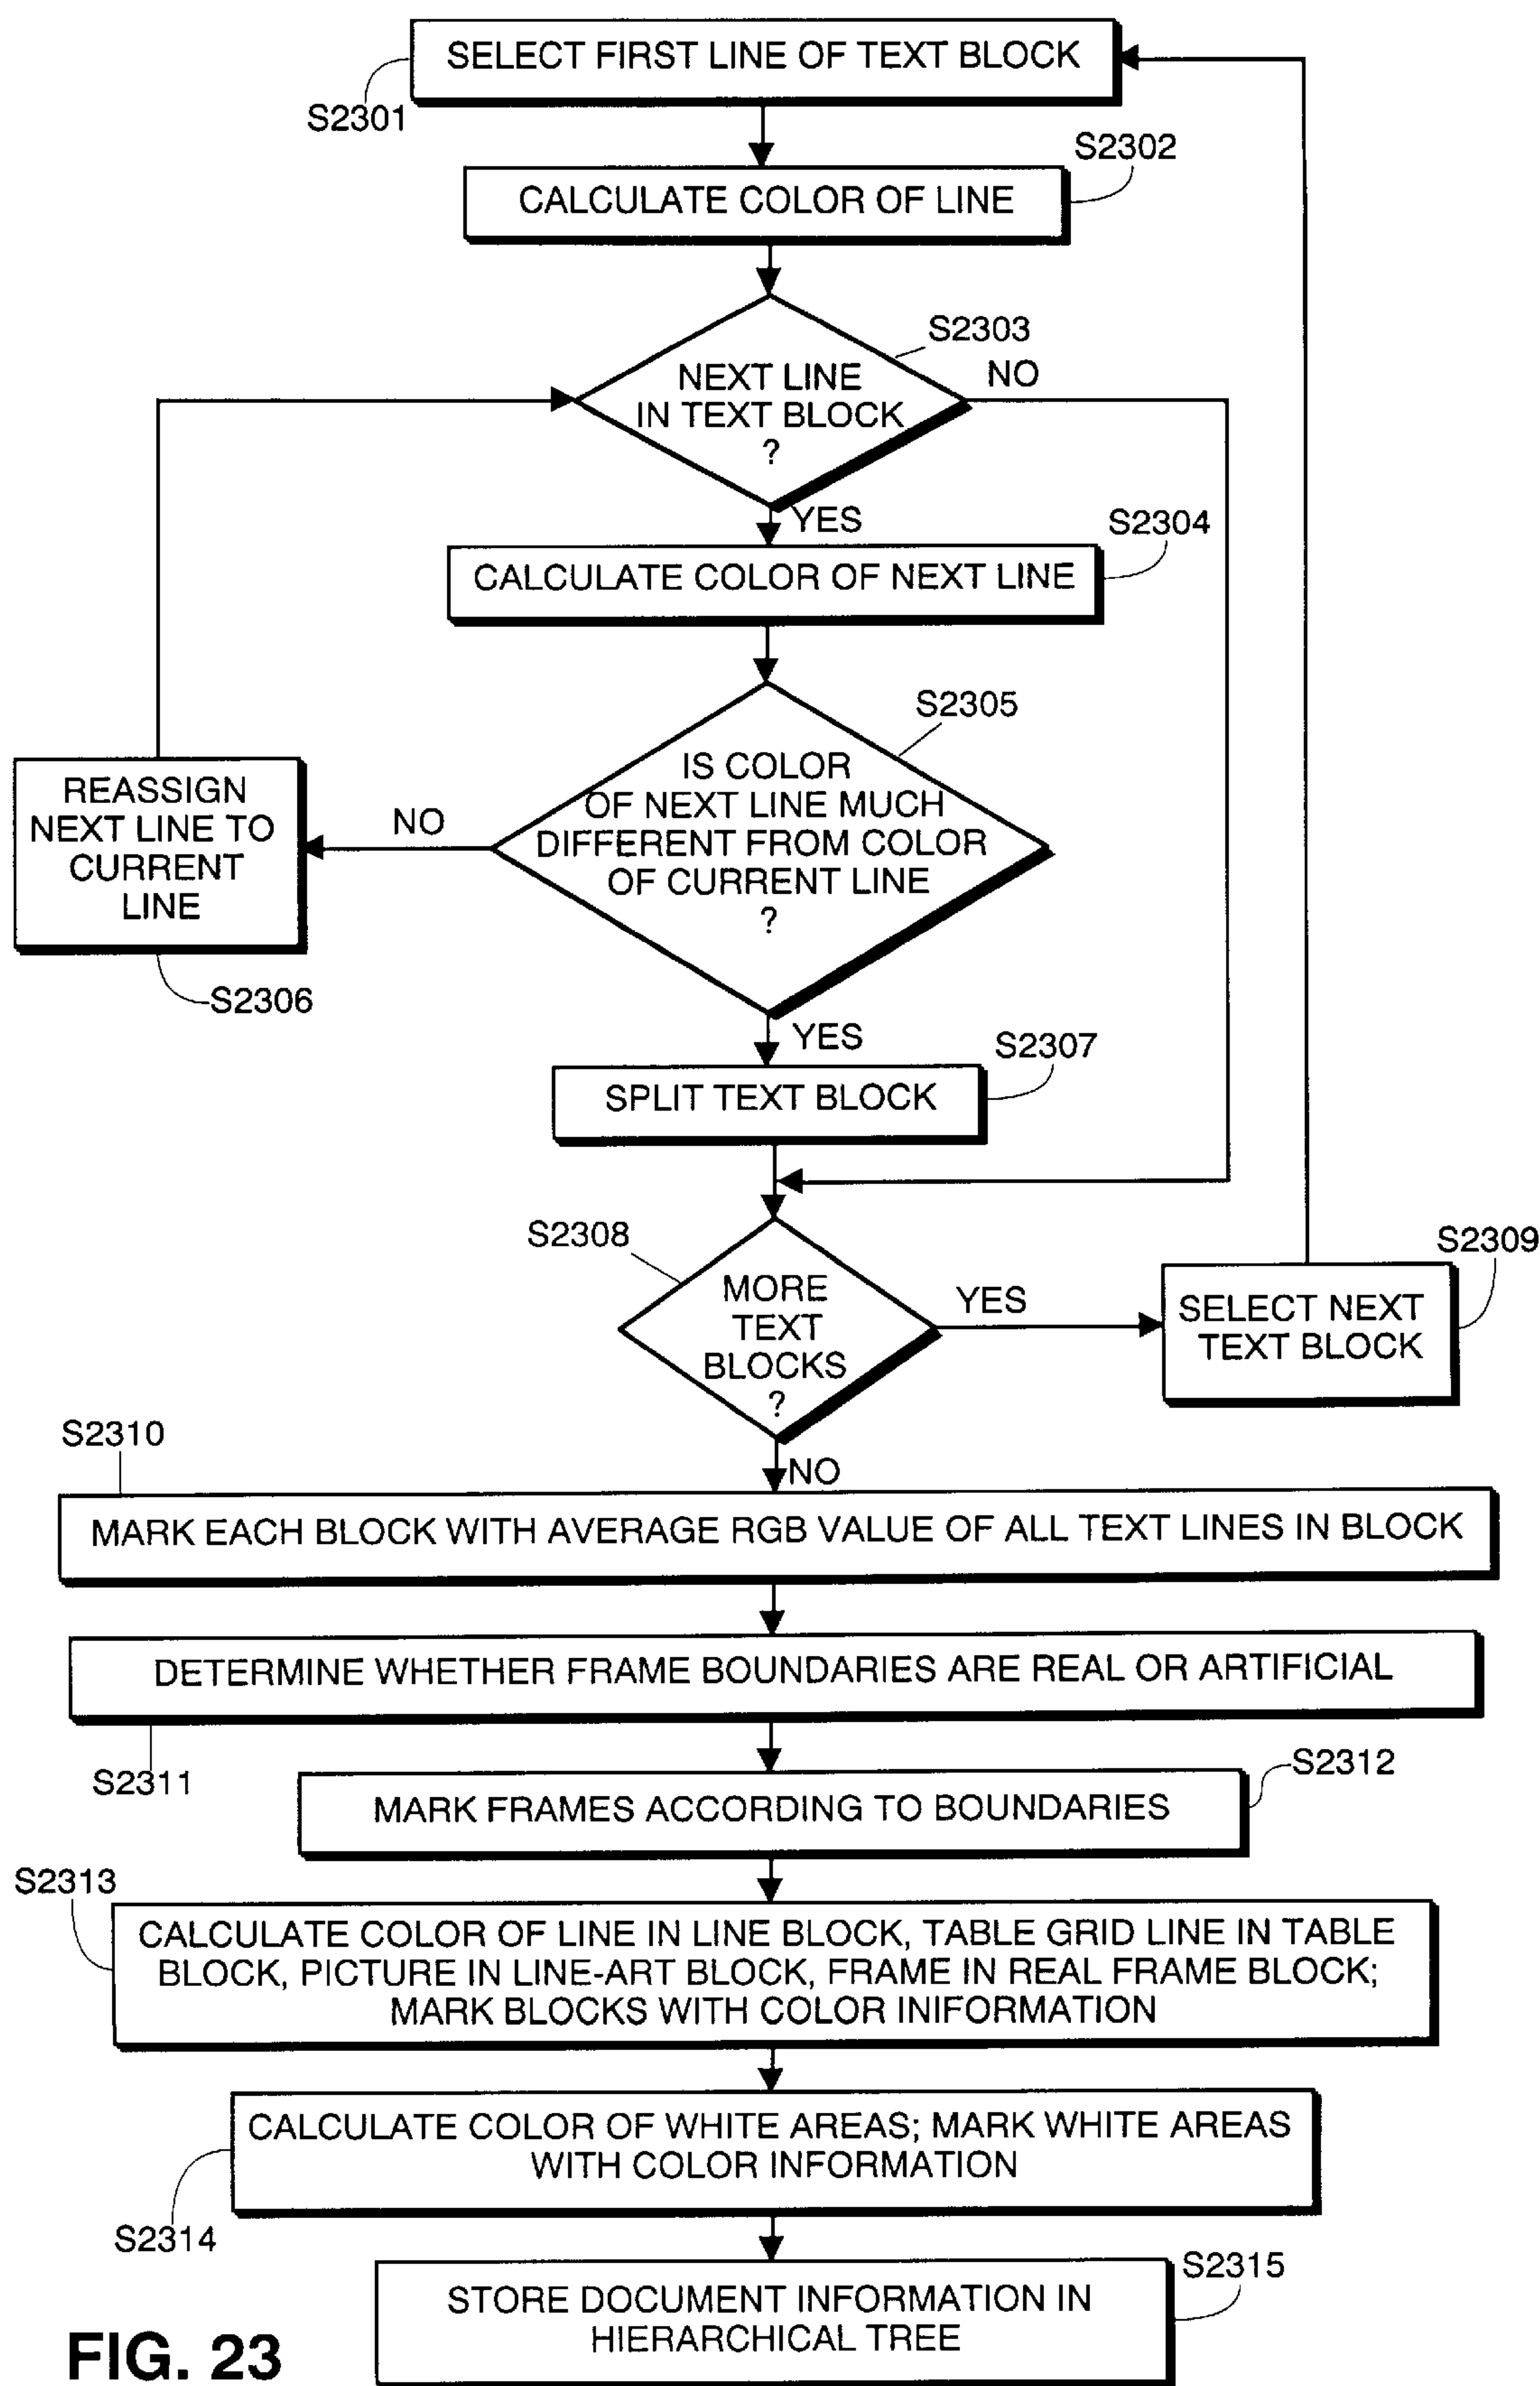 SELECT FIRST LINE OF TEXT BLOCK
S2301
S2302
CALCULATE COLOR OF LINE
S2303
NEXT LINE
IN TEXT BLOCK
?
NO
YES
S2304
CALCULATE COLOR OF NEXT LINE
S2305
IS COLOR
OF NEXT LINE MUCH
DIFFERENT FROM COLOR
OF CURRENT LINE
?
NO
REASSIGN
NEXT LINE TO
CURRENT
LINE
S2306
YES
S2307
SPLIT TEXT BLOCK
S2308
MORE
TEXT
BLOCKS
?
YES
S2309
SELECT NEXT
TEXT BLOCK
NO
S2310
MARK EACH BLOCK WITH AVERAGE RGB VALUE OF ALL TEXT LINES IN BLOCK
DETERMINE WHETHER FRAME BOUNDARIES ARE REAL OR ARTIFICIAL
S2311
S2312
MARK FRAMES ACCORDING TO BOUNDARIES
S2313
CALCULATE COLOR OF LINE IN LINE BLOCK, TABLE GRID LINE IN TABLE
BLOCK, PICTURE IN LINE-ART BLOCK, FRAME IN REAL FRAME BLOCK;
MARK BLOCKS WITH COLOR INIFORMATION
CALCULATE COLOR OF WHITE AREAS; MARK WHITE AREAS
WITH COLOR INFORMATION
S2314
S2315
STORE DOCUMENT INFORMATION IN
HIERARCHICAL TREE
FIG. 23